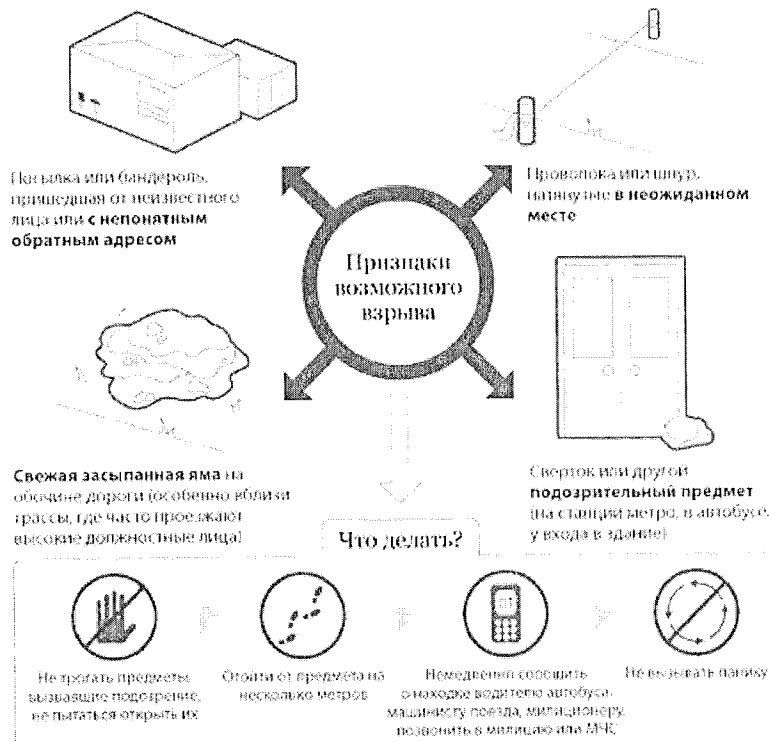 Посылка или бандероль,
пришедшая от неизвестного
лица или с непонятным
обратным адресом
Проволока или шнур,
натянутые в неожиданном
месте
Признаки
возможного
взрыва
Свежая засыпанная яма на
обочине дороги (особенно вблизи
трассы, где часто проезжают
высокие должностные лица)
Сверток или другой
подозрительный предмет
(на станции метро, в автобусе,
у входа в здание)
Что делать?
Не трогать предметы,
вызвавшие подозрение,
не пытаться открыть их
Отойти от предмета на
несколько метров
Немедленно сообщить
о находке водителю автобуса,
машинисту поезда, милиционеру,
позвонить в милицию или МЧС
Не вызывать панику